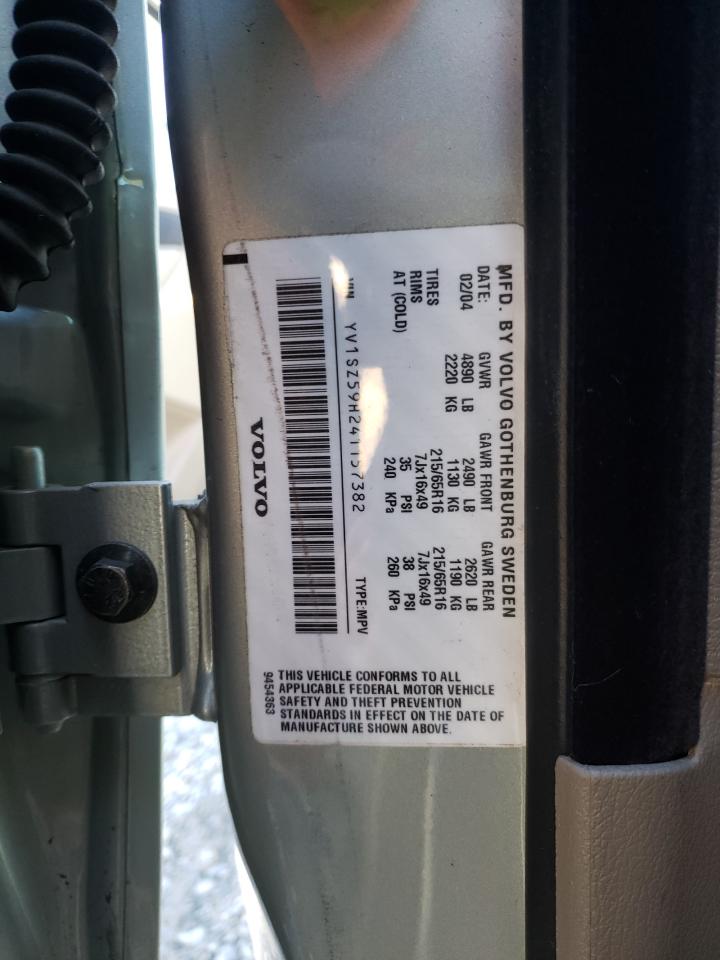 MFD. BY VOLVO GOTHENBURG SWEDEN
DATE: GVWR GAWR FRONT GAWR REAR
02/04 4890 LB 2490 LB 2620 LB
2220 KG 1130 KG 1190 KG
TIRES 215/65R16 215/65R16
RIMS 7Jx16x49 7Jx16x49
AT (COLD) 35 PSI 38 PSI
240 KPa 260 KPa
VIN YV1SZ59H241157382 TYPE:MPV
VOLVO
THIS VEHICLE CONFORMS TO ALL
APPLICABLE FEDERAL MOTOR VEHICLE
SAFETY AND THEFT PREVENTION
STANDARDS IN EFFECT ON THE DATE OF
MANUFACTURE SHOWN ABOVE.
9454363